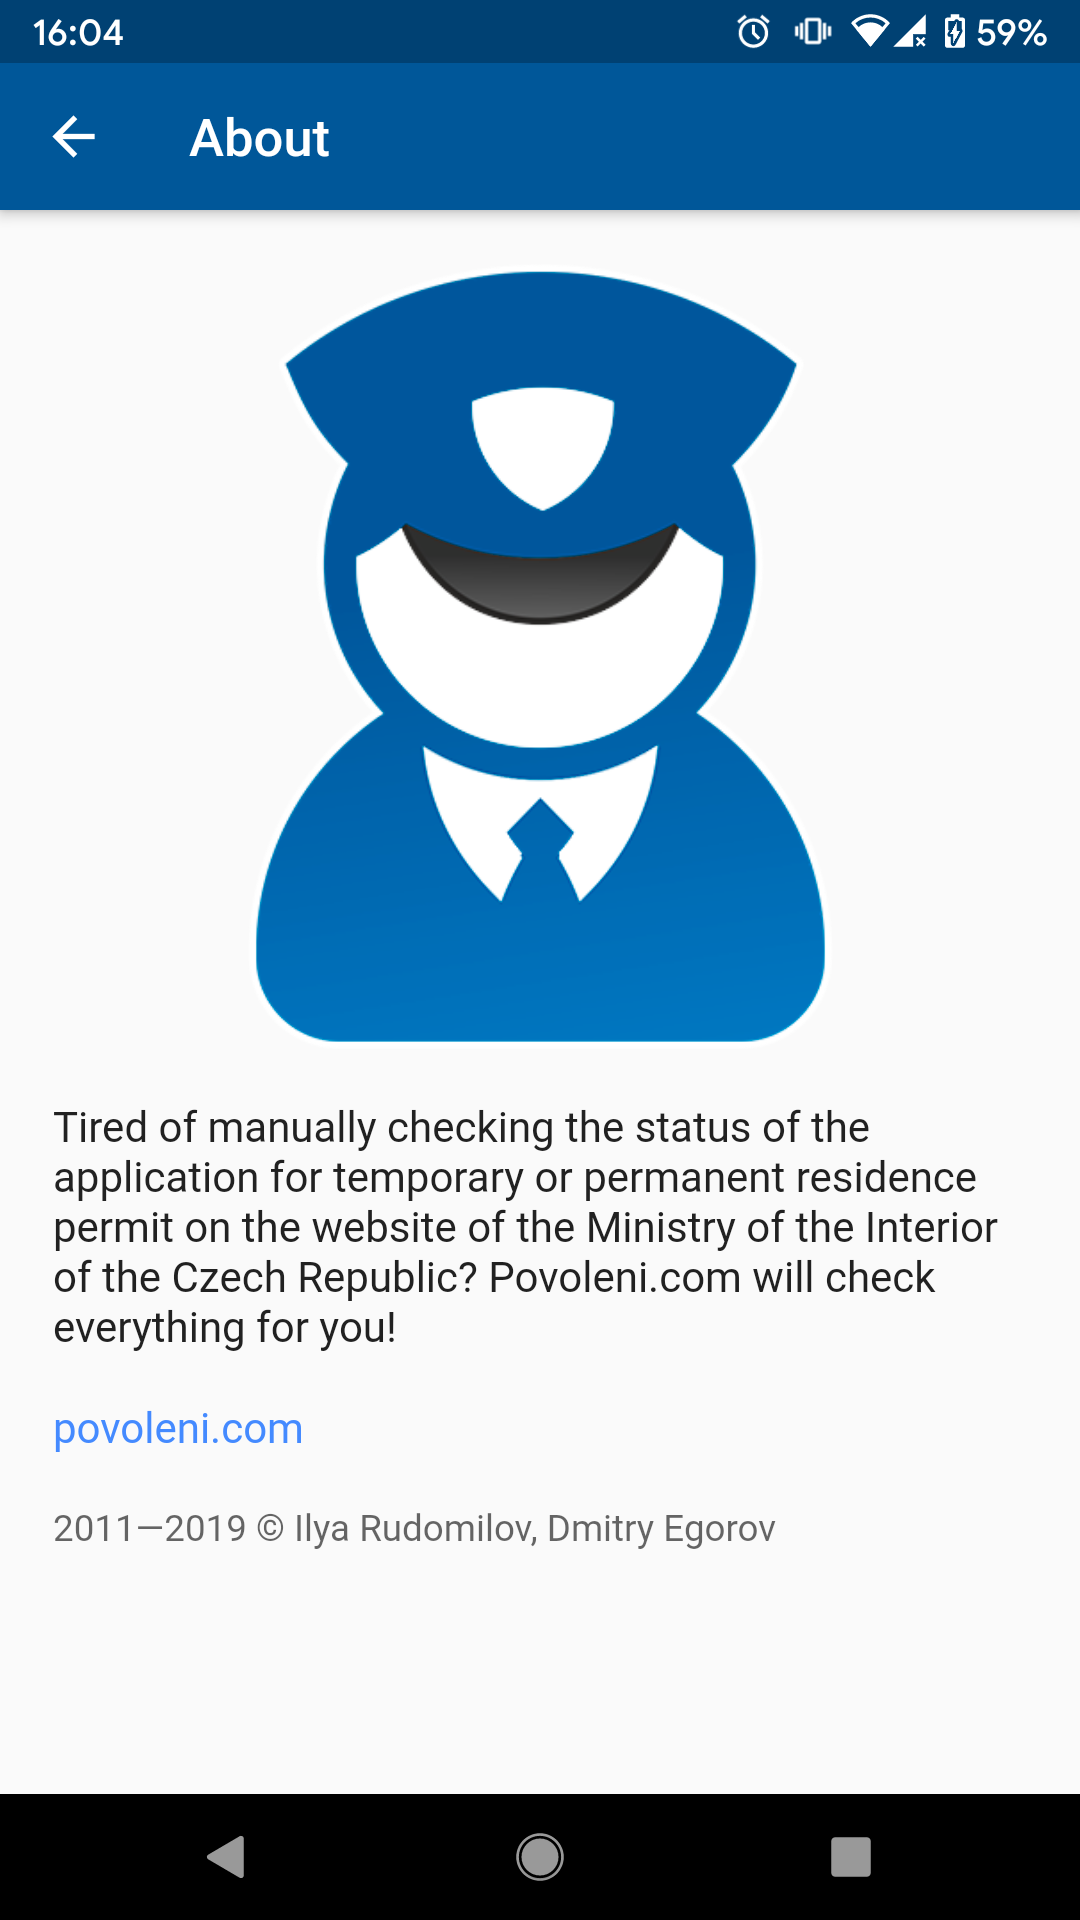 16:04
59%
About
Tired of manually checking the status of the
application for temporary or permanent residence
permit on the website of the Ministry of the Interior
of the Czech Republic? Povoleni.com will check
everything for you!
povoleni.com
2011—2019 © Ilya Rudomilov, Dmitry Egorov